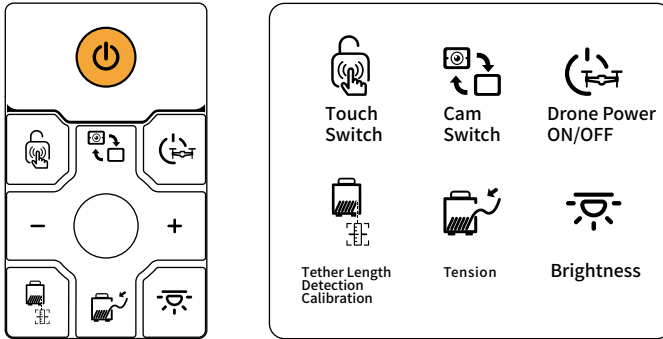 Touch
Switch
Cam
Switch
Drone Power
ON/OFF
- +
Tether Length
Detection
Calibration
Tension
Brightness